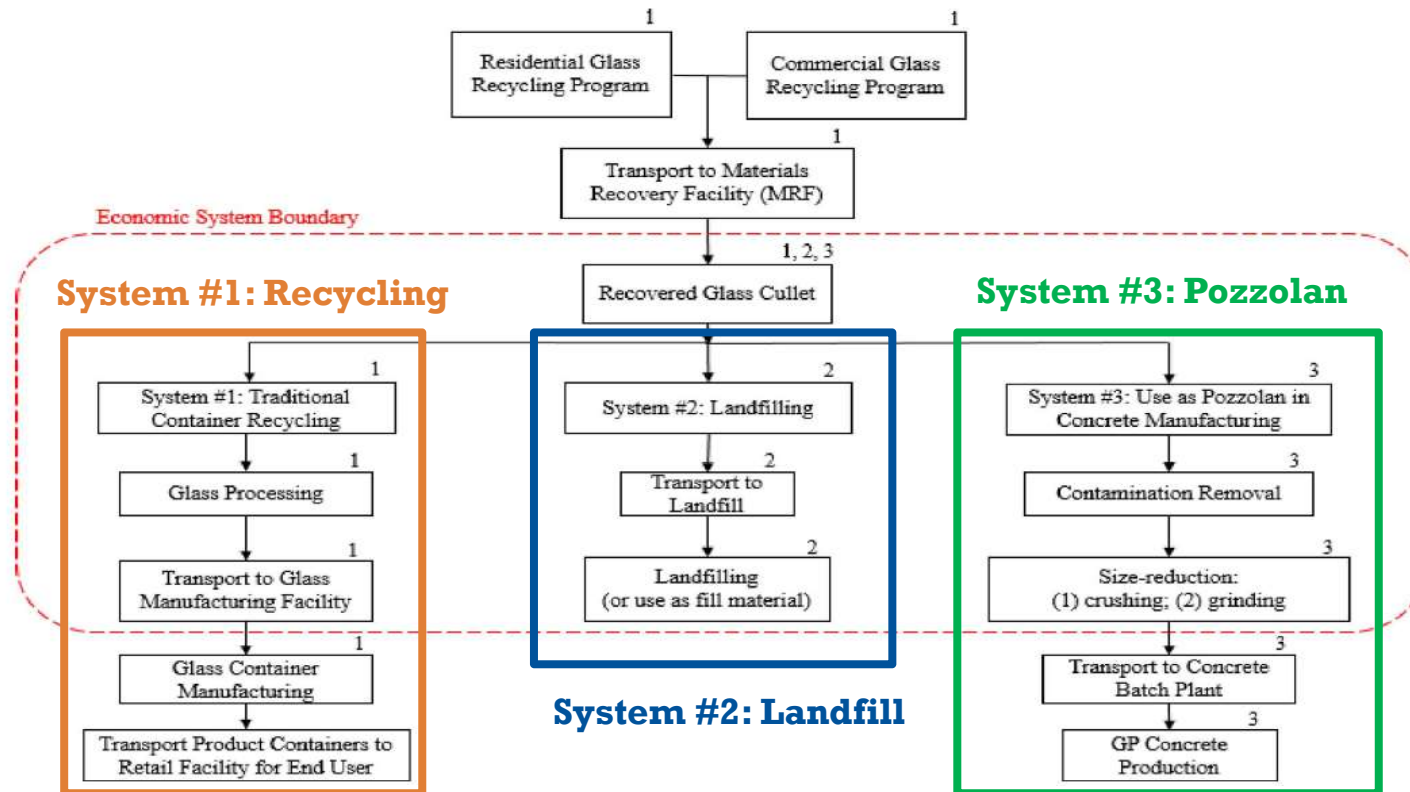 1
1
Residential Glass
Recycling Program
Commercial Glass
Recycling Program
1
Transport to Materials
Recovery Facility (MRF)
Economic System Boundary
1, 2, 3
Recovered Glass Cullet
System #1: Recycling
System #3: Pozzolan
1
System #1: Traditional
Container Recycling
1
Glass Processing
1
Transport to Glass
Manufacturing Facility
1
Glass Container
Manufacturing
Transport Product Containers to
Retail Facility for End User
2
System #2: Landfilling
2
Transport to
Landfill
2
Landfilling
(or use as fill material)
System #2: Landfill
3
System #3: Use as Pozzolan in
Concrete Manufacturing
3
Contamination Removal
3
Size-reduction:
(1) crushing; (2) grinding
3
Transport to Concrete
Batch Plant
3
GP Concrete
Production